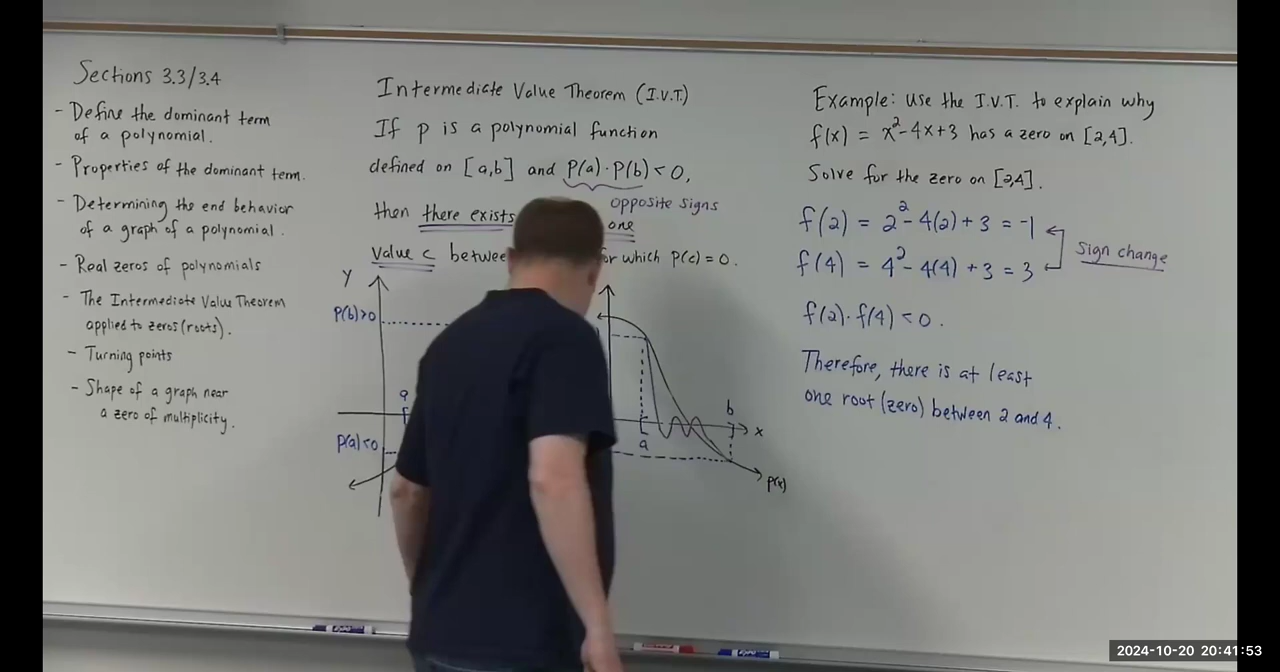 Sections 3.3/3.4
- Define the dominant term
of a polynomial.
- Properties of the dominant term.
- Determining the end behavior
of a graph of a polynomial.
- Real zeros of polynomials
- The Intermediate Value Theorem
applied to zeros (roots).
- Turning points
- Shape of a graph near
a zero of multiplicity.
Intermediate Value Theorem (I.V.T.)
If p is a polynomial function
defined on [a,b] and P(a)·P(b) < 0,
opposite signs
then there exists one
value c for which p(c) = 0.
y
P(b)>0
a
P(a)<0
a
b
x
P(x)
Example: Use the I.V.T. to explain why
f(x) = x²-4x+3 has a zero on [2,4].
Solve for the zero on [2,4].
f(2) = 2² - 4(2) + 3 = -1
f(4) = 4² - 4(4) + 3 = 3
Sign change
f(2)·f(4) < 0.
Therefore, there is at least
one root (zero) between 2 and 4.
2024-10-20 20:41:53